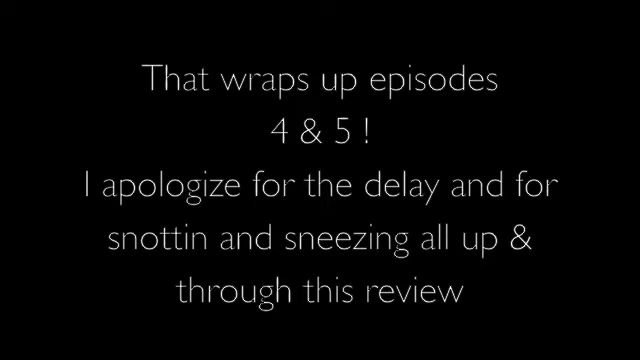 That wraps up episodes
4 & 5 !
I apologize for the delay and for
snottin and sneezing all up &
through this review